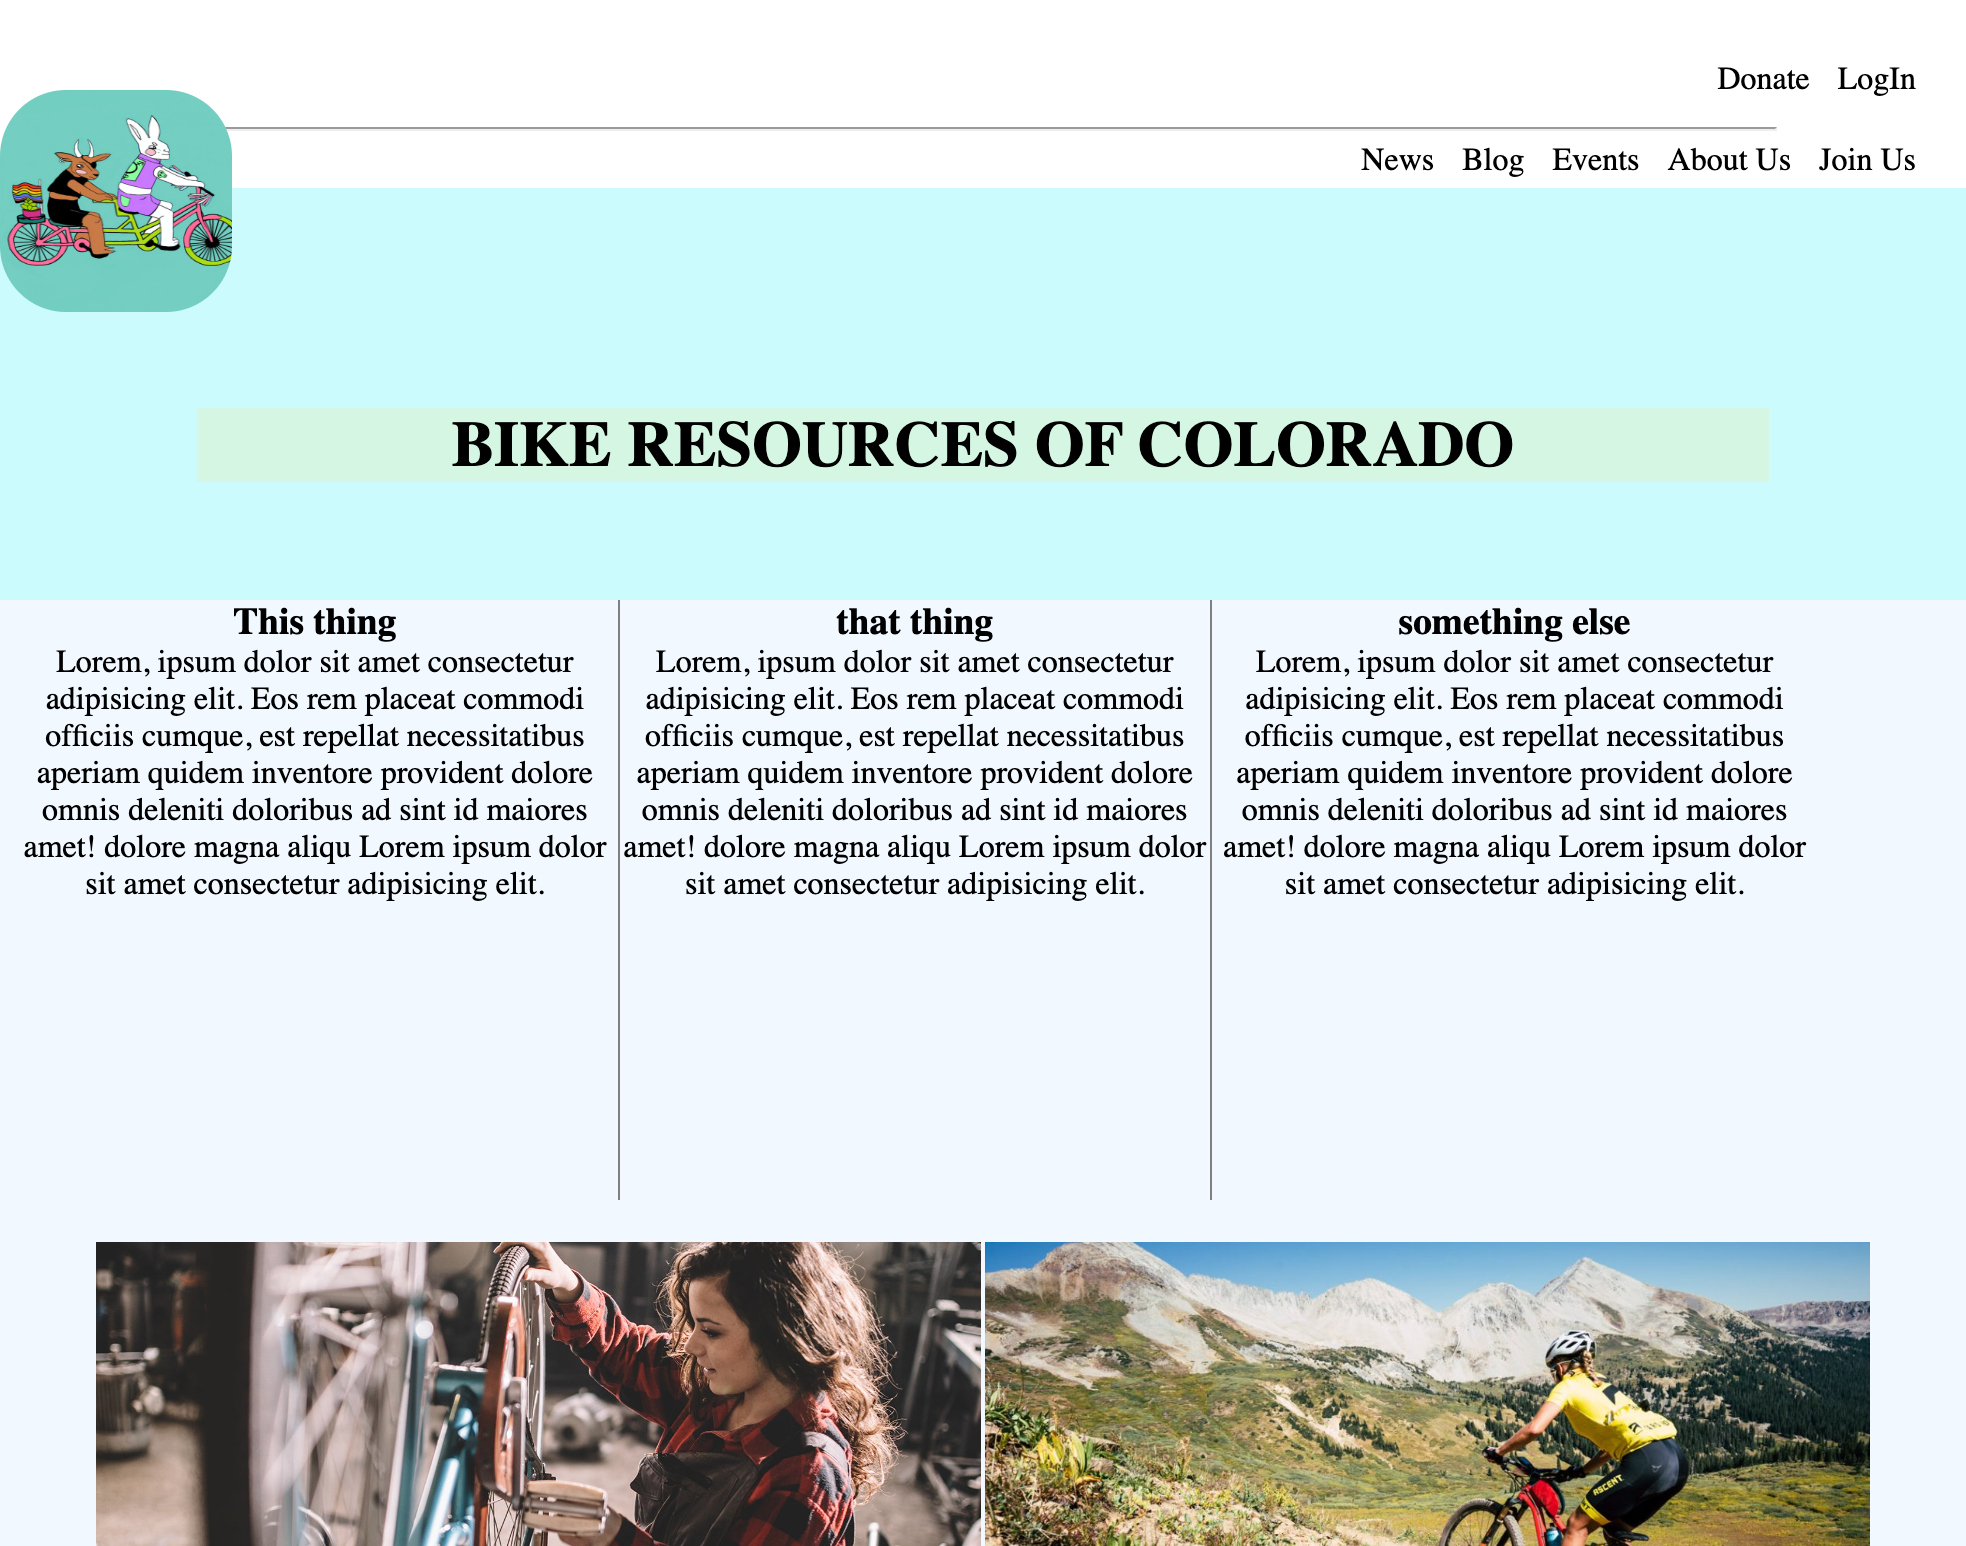 Donate LogIn
News Blog Events About Us Join Us
BIKE RESOURCES OF COLORADO
This thing
Lorem, ipsum dolor sit amet consectetur
adipisicing elit. Eos rem placeat commodi
officiis cumque, est repellat necessitatibus
aperiam quidem inventore provident dolore
omnis deleniti doloribus ad sint id maiores
amet! dolore magna aliqu Lorem ipsum dolor
sit amet consectetur adipisicing elit.
that thing
Lorem, ipsum dolor sit amet consectetur
adipisicing elit. Eos rem placeat commodi
officiis cumque, est repellat necessitatibus
aperiam quidem inventore provident dolore
omnis deleniti doloribus ad sint id maiores
amet! dolore magna aliqu Lorem ipsum dolor
sit amet consectetur adipisicing elit.
something else
Lorem, ipsum dolor sit amet consectetur
adipisicing elit. Eos rem placeat commodi
officiis cumque, est repellat necessitatibus
aperiam quidem inventore provident dolore
omnis deleniti doloribus ad sint id maiores
amet! dolore magna aliqu Lorem ipsum dolor
sit amet consectetur adipisicing elit.
ASCENT